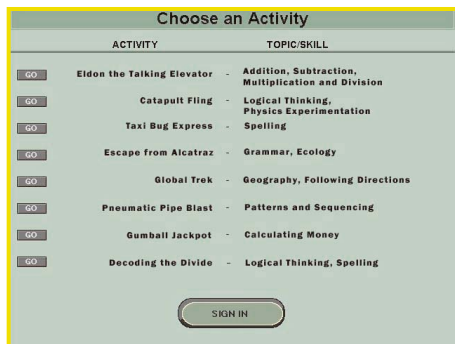 Choose an Activity
ACTIVITY TOPIC/SKILL
GO Eldon the Talking Elevator - Addition, Subtraction,
Multiplication and Division
GO Catapult Fling - Logical Thinking,
Physics Experimentation
GO Taxi Bug Express - Spelling
GO Escape from Alcatraz - Grammar, Ecology
GO Global Trek - Geography, Following Directions
GO Pneumatic Pipe Blast - Patterns and Sequencing
GO Gumball Jackpot - Calculating Money
GO Decoding the Divide - Logical Thinking, Spelling
SIGN IN